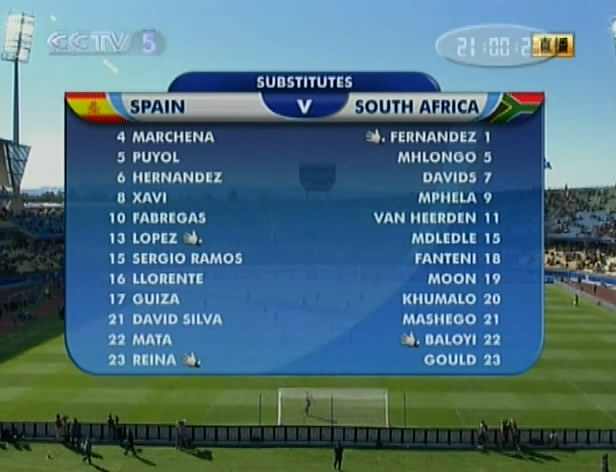 CCTV 5
21:00:2
直播
SUBSTITUTES
SPAIN V SOUTH AFRICA
4 MARCHENA FERNANDEZ 1
5 PUYOL MHLONGO 5
6 HERNANDEZ DAVIDS 7
8 XAVI MPHELA 9
10 FABREGAS VAN HEERDEN 11
13 LOPEZ MDLEDLE 15
15 SERGIO RAMOS FANTENI 18
16 LLORENTE MOON 19
17 GUIZA KHUMALO 20
21 DAVID SILVA MASHEGO 21
22 MATA BALOYI 22
23 REINA GOULD 23